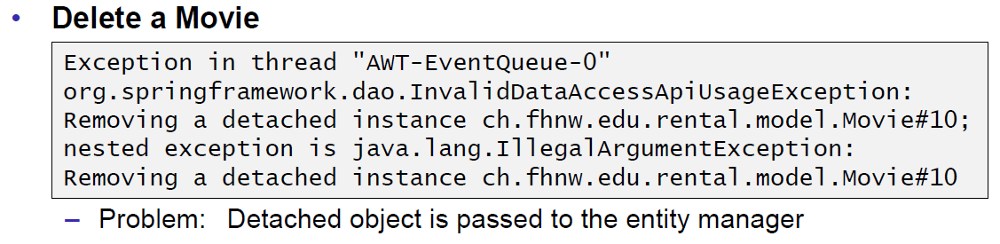 • Delete a Movie
Exception in thread "AWT-EventQueue-0"
org.springframework.dao.InvalidDataAccessApiUsageException:
Removing a detached instance ch.fhnw.edu.rental.model.Movie#10;
nested exception is java.lang.IllegalArgumentException:
Removing a detached instance ch.fhnw.edu.rental.model.Movie#10
– Problem: Detached object is passed to the entity manager